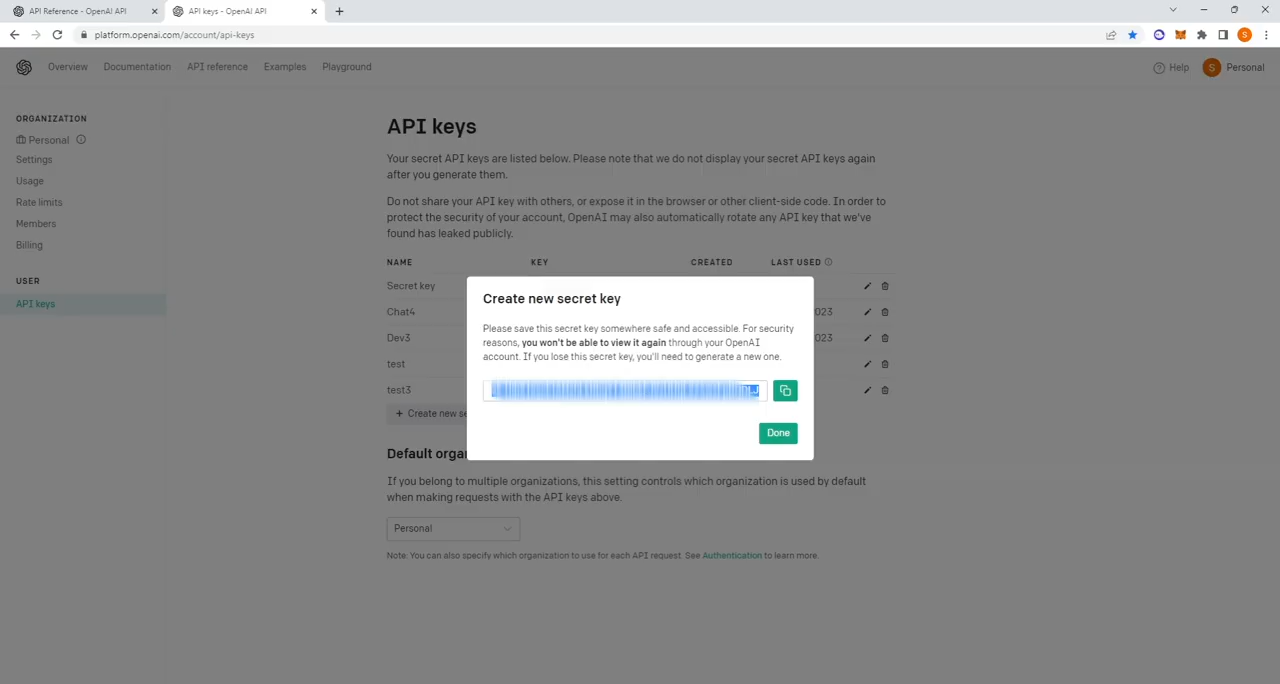 API Reference - OpenAI API
API keys - OpenAI API
platform.openai.com/account/api-keys
S
Overview
Documentation
API reference
Examples
Playground
Help
S
Personal
ORGANIZATION
Personal
Settings
Usage
Rate limits
Members
Billing
USER
API keys
API keys
Your secret API keys are listed below. Please note that we do not display your secret API keys again
after you generate them.
Do not share your API key with others, or expose it in the browser or other client-side code. In order to
protect the security of your account, OpenAI may also automatically rotate any API key that we've
found has leaked publicly.
NAME KEY CREATED LAST USED
Secret key
Chat4
023
Dev3
023
test
test3
+ Create new se
Create new secret key
Please save this secret key somewhere safe and accessible. For security
reasons, you won't be able to view it again through your OpenAI
account. If you lose this secret key, you'll need to generate a new one.
Done
Default orga
If you belong to multiple organizations, this setting controls which organization is used by default
when making requests with the API keys above.
Personal
Note: You can also specify which organization to use for each API request. See Authentication to learn more.